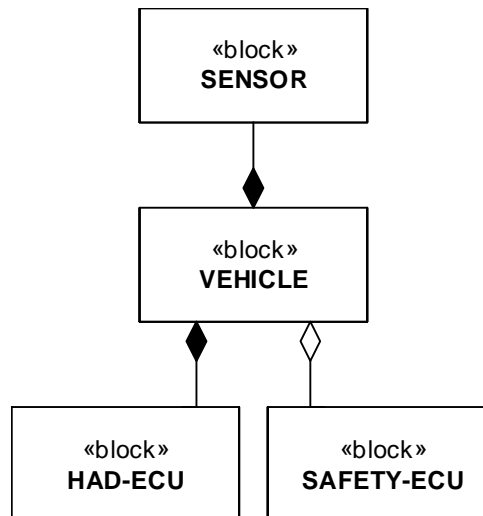 «block»
SENSOR
«block»
VEHICLE
«block»
HAD-ECU
«block»
SAFETY-ECU